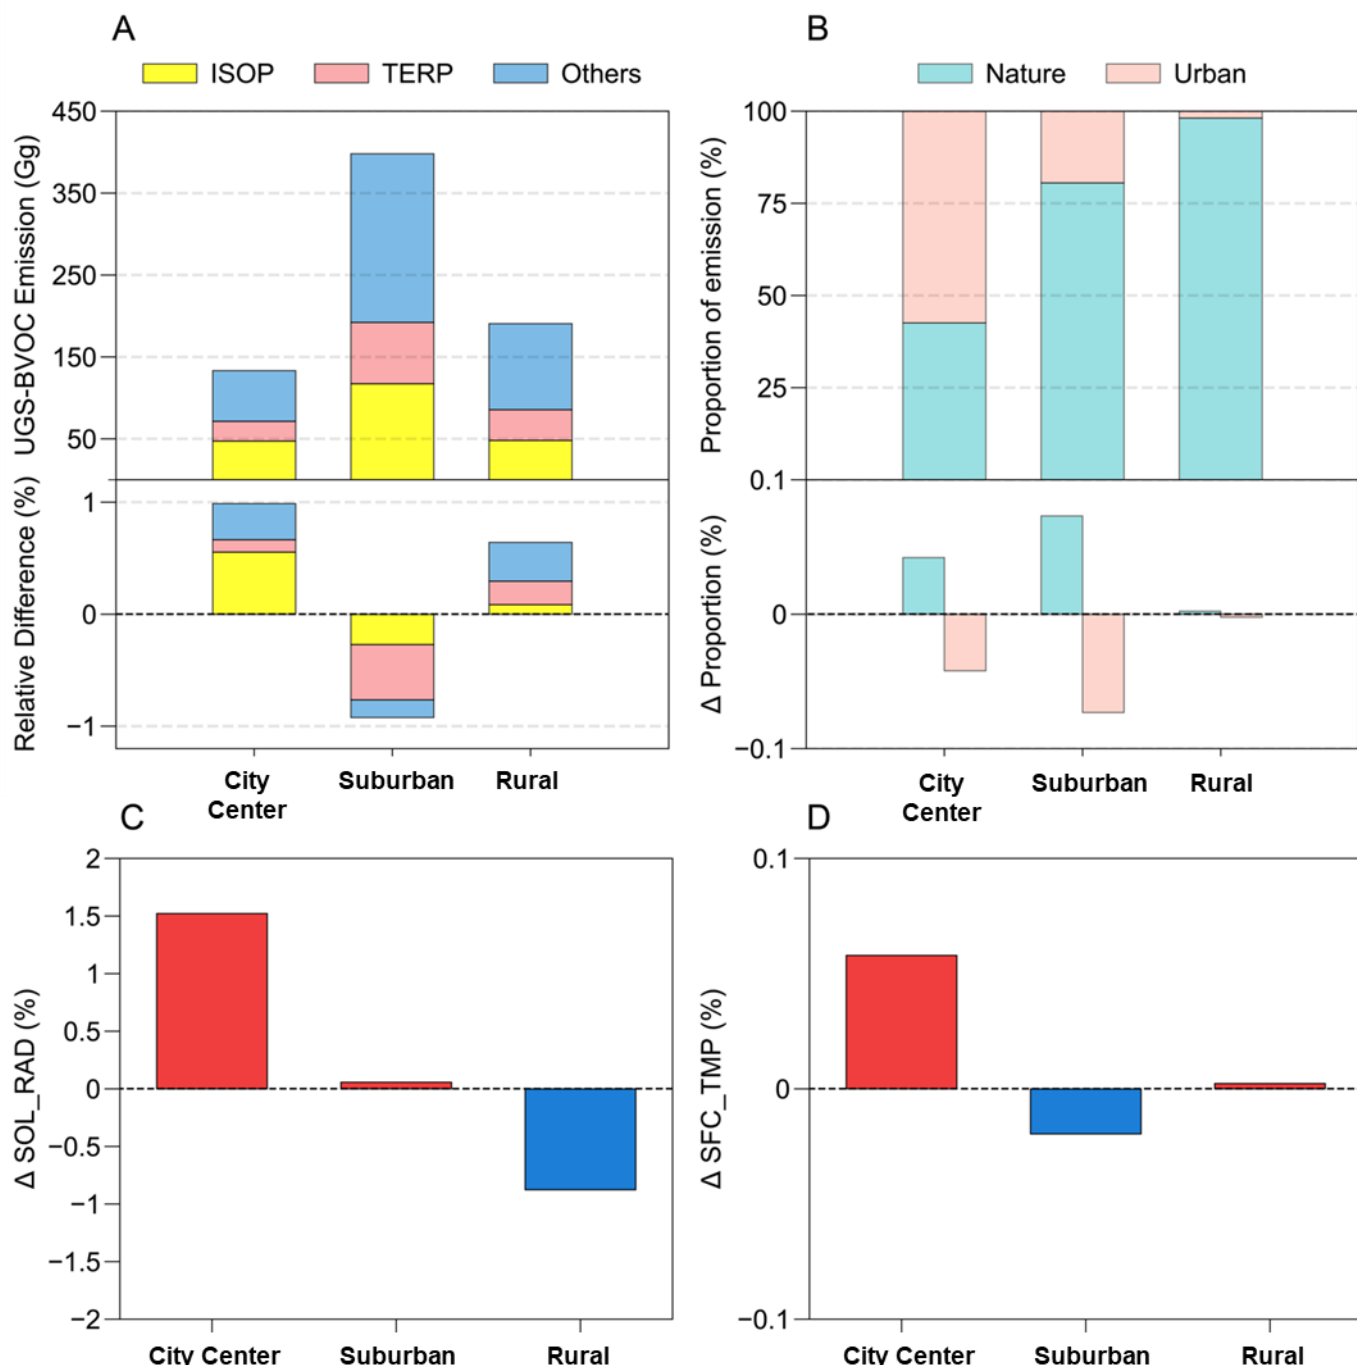 A
ISOP TERP Others
UGS-BVOC Emission (Gg)
450
350
250
150
50
Relative Difference (%)
1
0
−1
City Center
Suburban
Rural
B
Nature Urban
Proportion of emission (%)
100
75
50
25
Δ Proportion (%)
0.1
0
−0.1
City Center
Suburban
Rural
C
Δ SOL_RAD (%)
2
1.5
1
0.5
0
−0.5
−1
−1.5
−2
City Center
Suburban
Rural
D
Δ SFC_TMP (%)
0.1
0
−0.1
City Center
Suburban
Rural